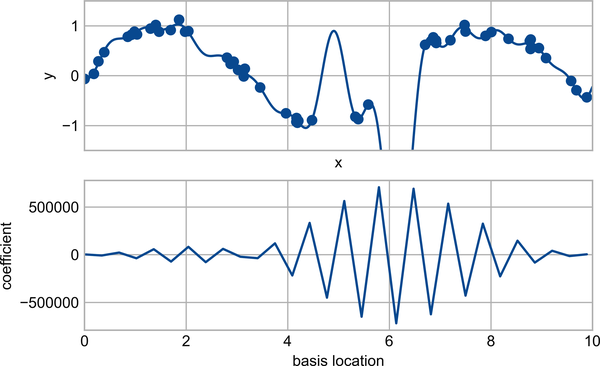 1
0
−1
y
x
500000
0
−500000
coefficient
0 2 4 6 8 10
basis location